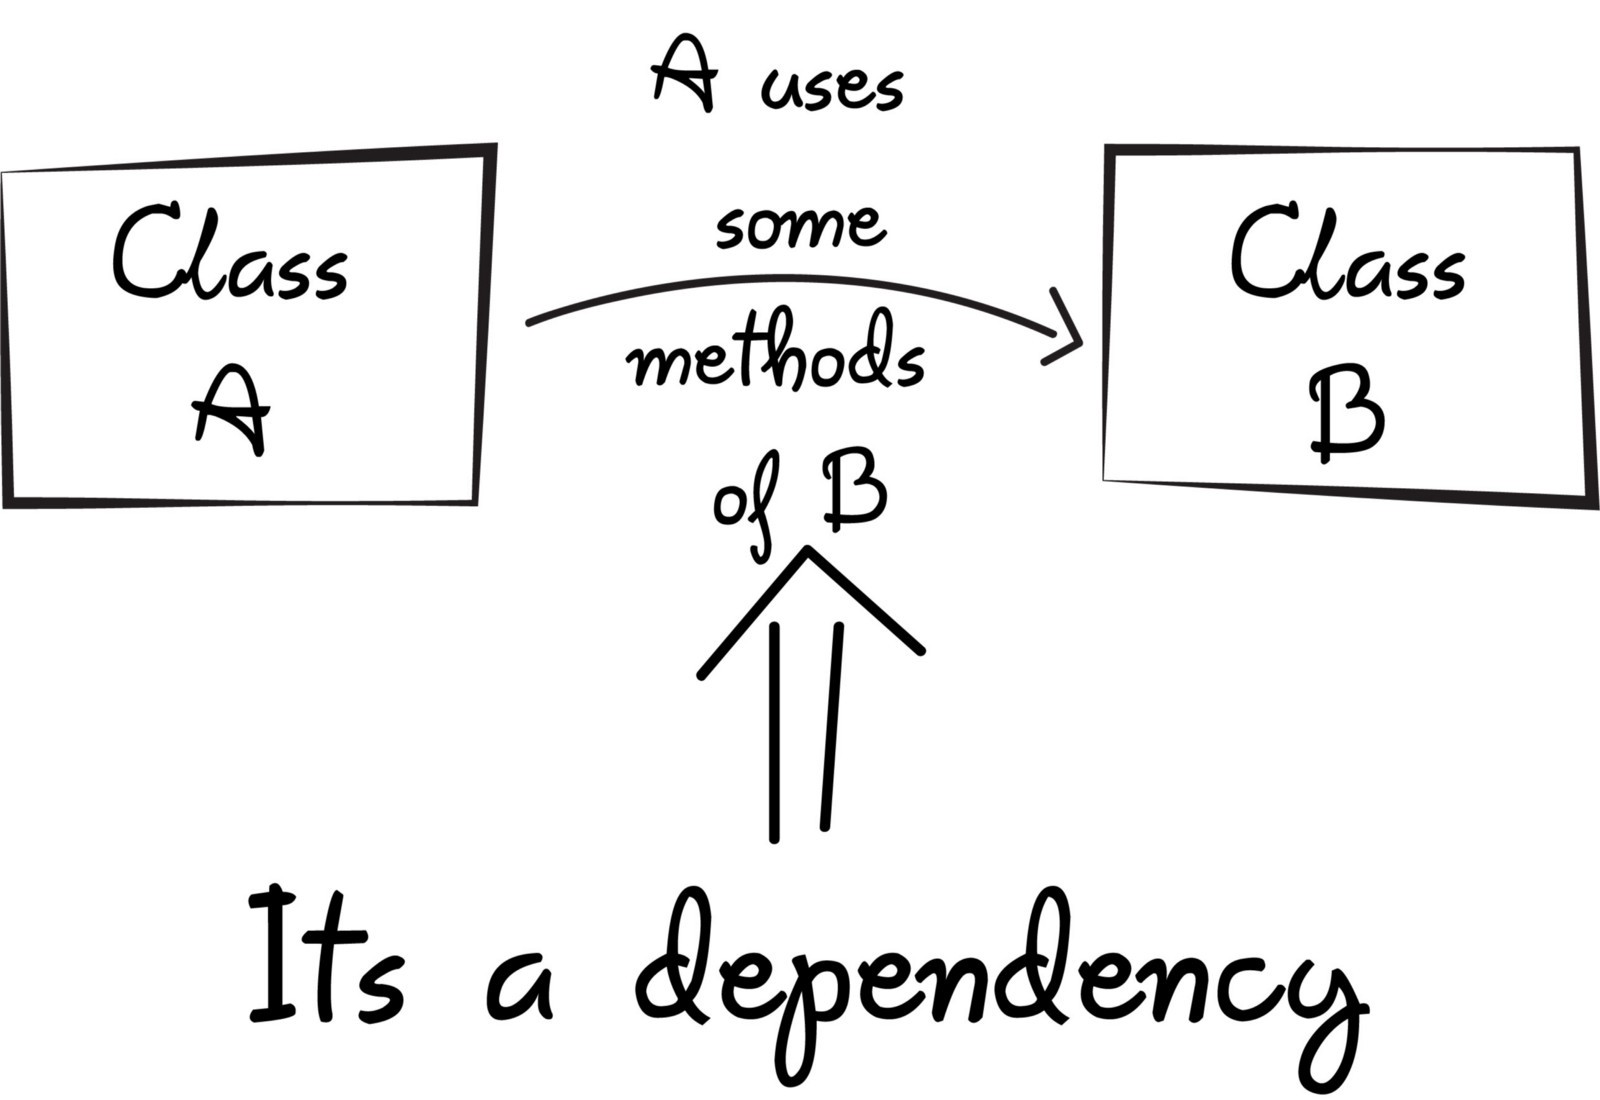 A uses
some
methods
of B
Class
A
Class
B
Its a dependency